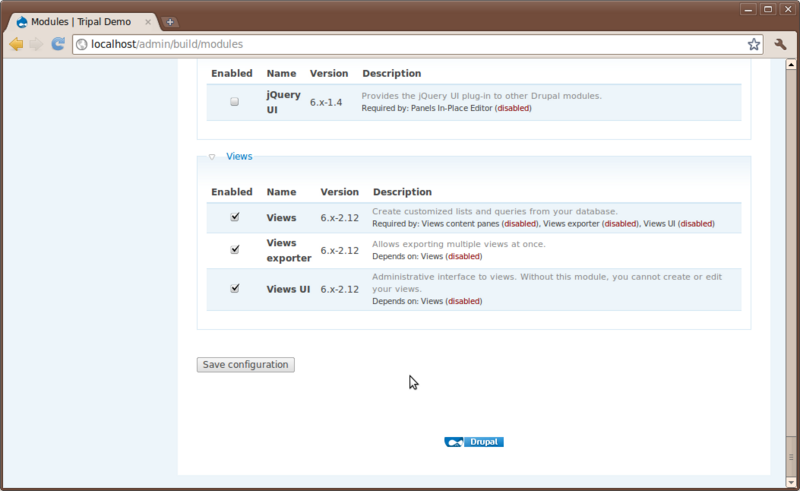 Modules | Tripal Demo
localhost/admin/build/modules
Enabled Name Version Description
jQuery UI 6.x-1.4 Provides the jQuery UI plug-in to other Drupal modules.
Required by: Panels In-Place Editor (disabled)
Views
Enabled Name Version Description
Views 6.x-2.12 Create customized lists and queries from your database.
Required by: Views content panes (disabled), Views exporter (disabled), Views UI (disabled)
Views exporter 6.x-2.12 Allows exporting multiple views at once.
Depends on: Views (disabled)
Views UI 6.x-2.12 Administrative interface to views. Without this module, you cannot create or edit
your views.
Depends on: Views (disabled)
Save configuration
Drupal